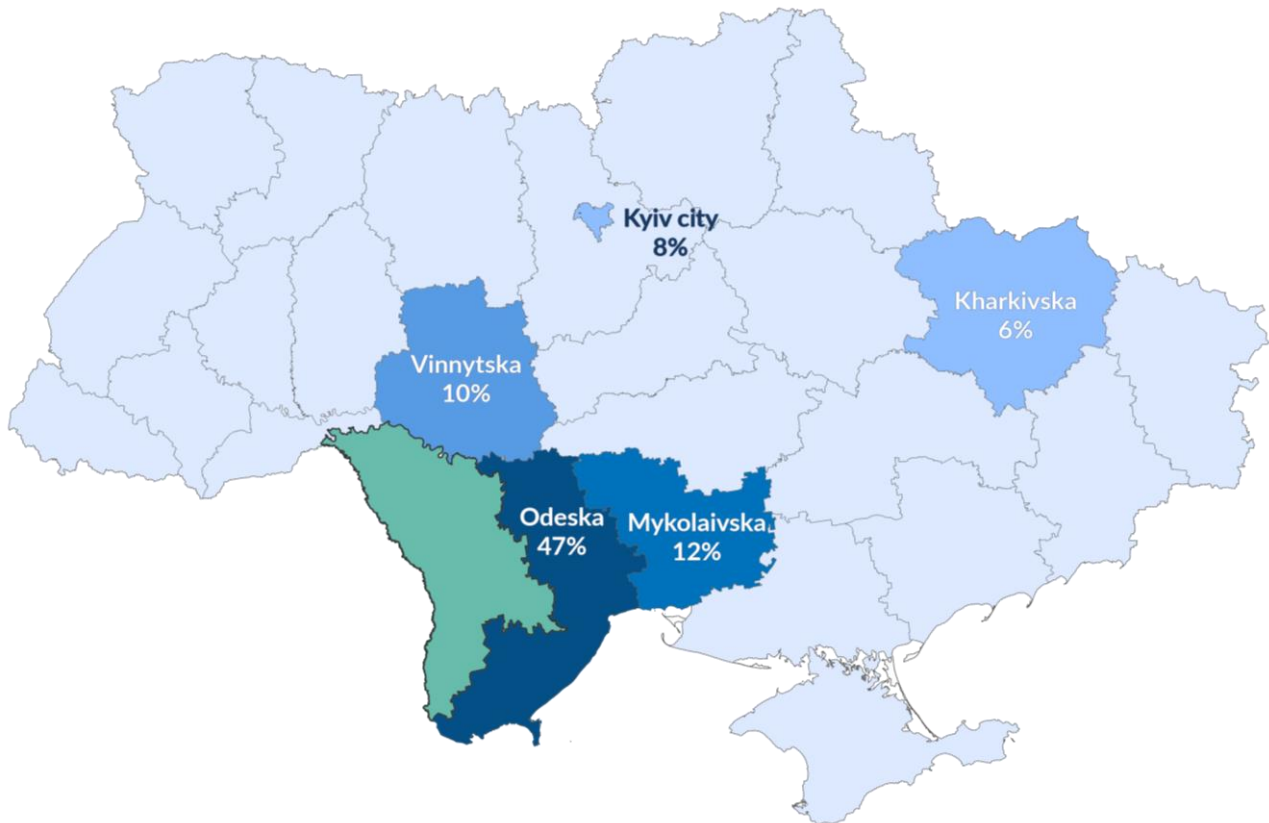 Kyiv city
8%
Kharkivska
6%
Vinnytska
10%
Odeska
47%
Mykolaivska
12%